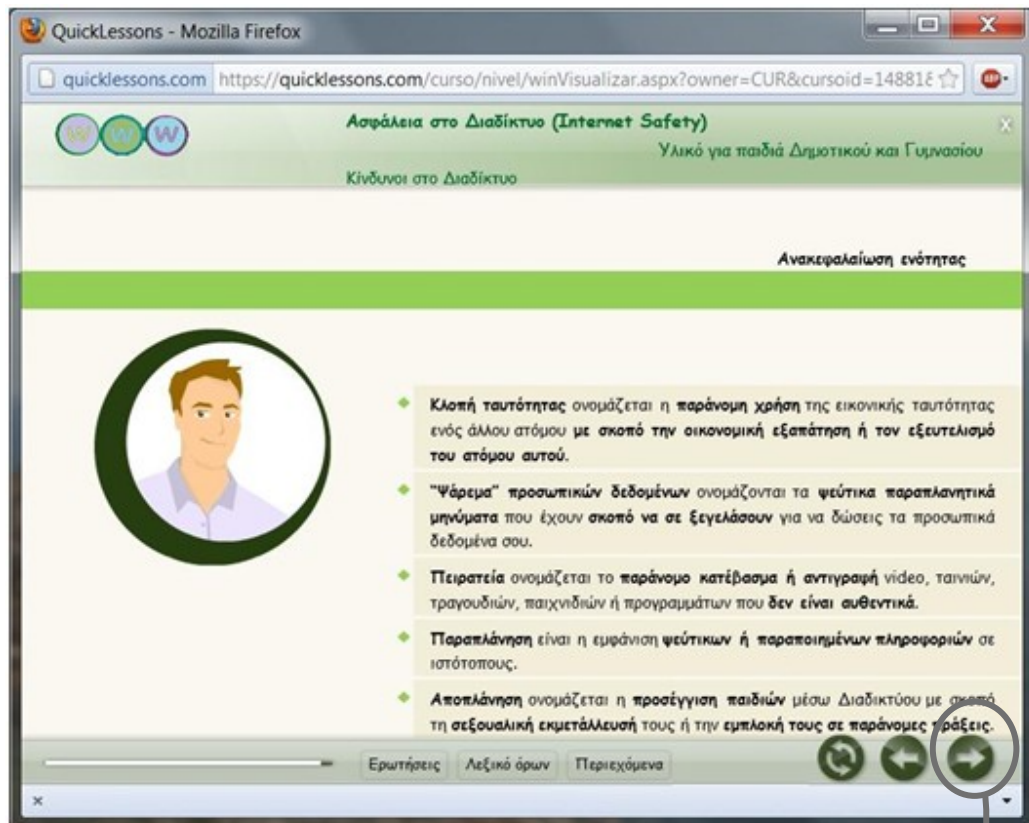 QuickLessons - Mozilla Firefox
quicklessons.com https://quicklessons.com/curso/nivel/winVisualizar.aspx?owner=CUR&cursoid=148818
WWW
Ασφάλεια στο Διαδίκτυο (Internet Safety)
Υλικό για παιδιά Δημοτικού και Γυμνασίου
Κίνδυνοι στο Διαδίκτυο
Ανακεφαλαίωση ενότητας
Κλοπή ταυτότητας ονομάζεται η παράνομη χρήση της εικονικής ταυτότητας
ενός άλλου ατόμου με σκοπό την οικονομική εξαπάτηση ή τον εξευτελισμό
του ατόμου αυτού.
"Ψάρεμα" προσωπικών δεδομένων ονομάζονται τα ψεύτικα παραπλανητικά
μηνύματα που έχουν σκοπό να σε ξεγελάσουν για να δώσεις τα προσωπικά
δεδομένα σου.
Πειρατεία ονομάζεται το παράνομο κατέβασμα ή αντιγραφή video, ταινιών,
τραγουδιών, παιχνιδιών ή προγραμμάτων που δεν είναι αυθεντικά.
Παραπλάνηση είναι η εμφάνιση ψεύτικων ή παραποιημένων πληροφοριών σε
ιστότοπους.
Αποπλάνηση ονομάζεται η προσέγγιση παιδιών μέσω Διαδικτύου με σκοπό
τη σεξουαλική εκμετάλλευσή τους ή την εμπλοκή τους σε παράνομες πράξεις.
Ερωτήσεις Λεξικό όρων Περιεχόμενα